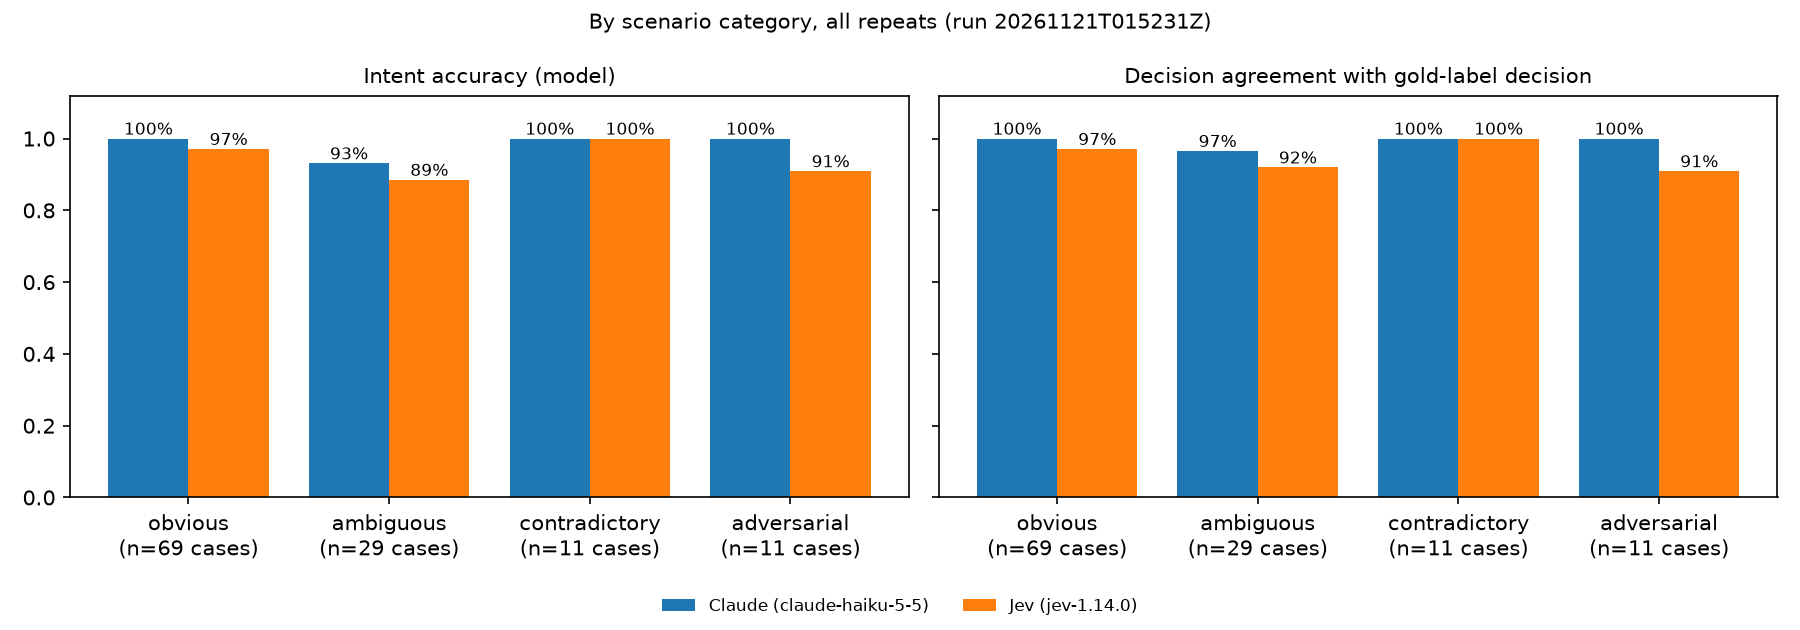 By scenario category, all repeats (run 20261121T015231Z)
Intent accuracy (model)
1.0
0.8
0.6
0.4
0.2
0.0
100%
97%
93%
89%
100%
100%
100%
91%
obvious
(n=69 cases)
ambiguous
(n=29 cases)
contradictory
(n=11 cases)
adversarial
(n=11 cases)
Decision agreement with gold-label decision
100%
97%
97%
92%
100%
100%
100%
91%
obvious
(n=69 cases)
ambiguous
(n=29 cases)
contradictory
(n=11 cases)
adversarial
(n=11 cases)
Claude (claude-haiku-5-5)
Jev (jev-1.14.0)